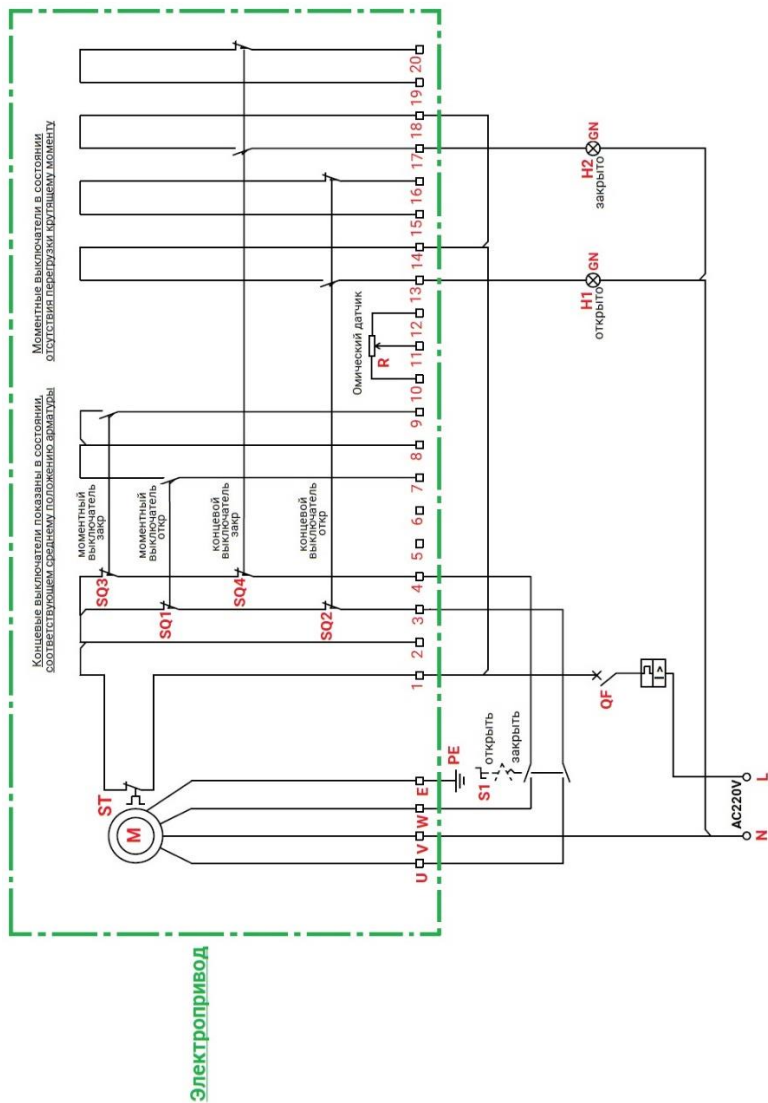 Электропривод
Концевые выключатели показаны в состоянии,
соответствующем среднему положению арматуры
Моментные выключатели в состоянии
отсутствия перегрузки крутящему моменту
ST
M
SQ3
моментный
выключатель
закр
SQ1
моментный
выключатель
откр
SQ4
концевой
выключатель
закр
SQ2
концевой
выключатель
откр
Омический датчик
R
U
V
W
E
1
2
3
4
5
6
7
8
9
10
11
12
13
14
15
16
17
18
19
20
PE
S1
открыть
закрыть
QF
I >
H1
GN
открыто
H2
GN
закрыто
AC220V
N
L